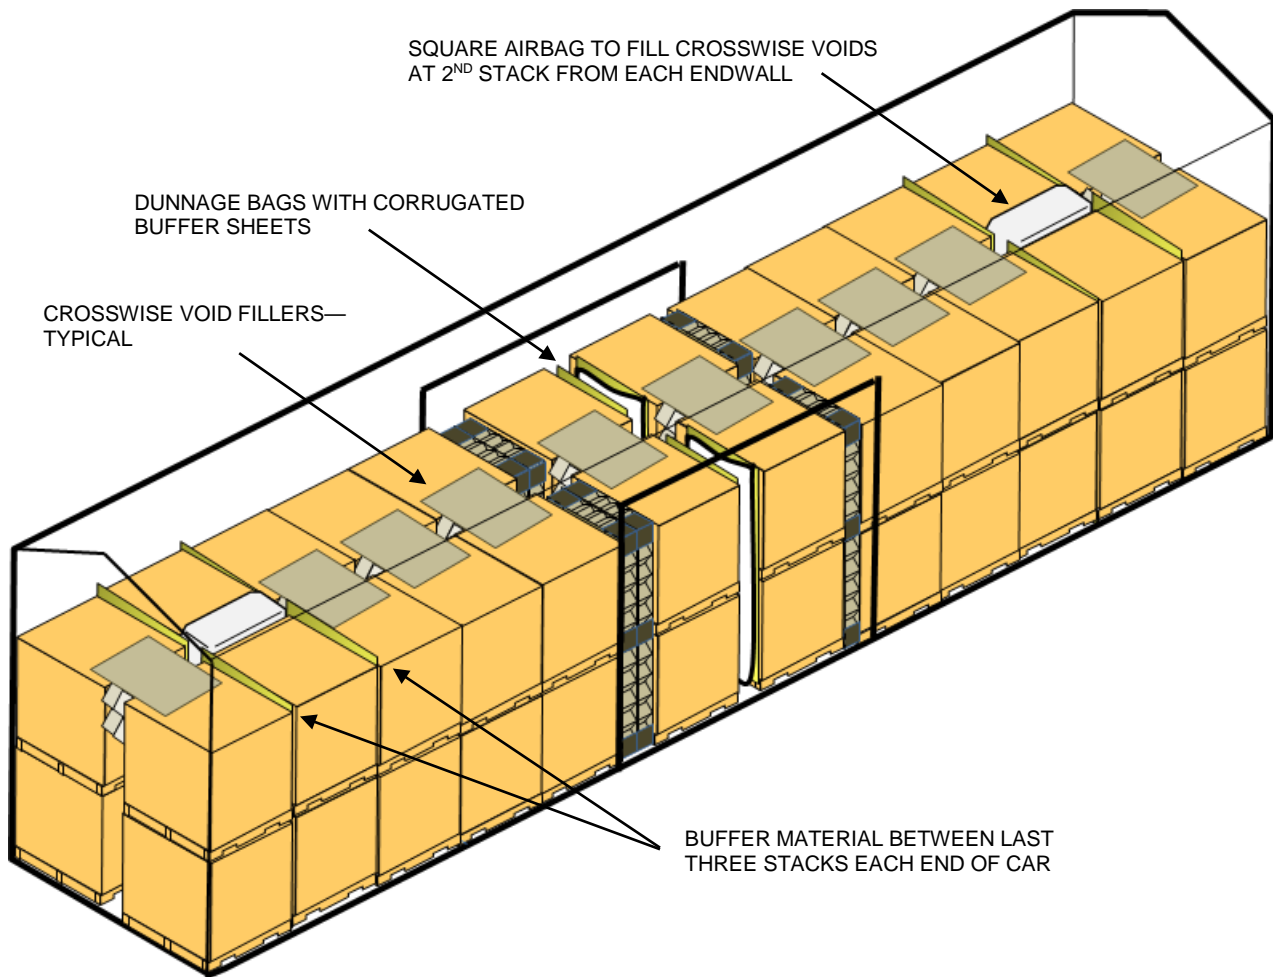 SQUARE AIRBAG TO FILL CROSSWISE VOIDS
AT 2ND STACK FROM EACH ENDWALL
DUNNAGE BAGS WITH CORRUGATED
BUFFER SHEETS
CROSSWISE VOID FILLERS—
TYPICAL
BUFFER MATERIAL BETWEEN LAST
THREE STACKS EACH END OF CAR